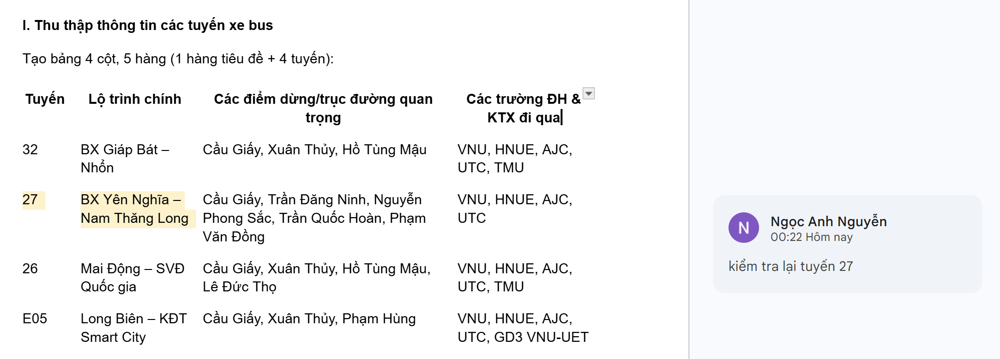 I. Thu thập thông tin các tuyến xe bus
Tạo bảng 4 cột, 5 hàng (1 hàng tiêu đề + 4 tuyến):
Tuyến Lộ trình chính Các điểm dừng/trục đường quan Các trường ĐH &
trọng KTX đi qua
32 BX Giáp Bát – Cầu Giấy, Xuân Thủy, Hồ Tùng Mậu VNU, HNUE, AJC,
Nhổn UTC, TMU
27 BX Yên Nghĩa – Cầu Giấy, Trần Đăng Ninh, Nguyễn VNU, HNUE, AJC,
Nam Thăng Long Phong Sắc, Trần Quốc Hoàn, Phạm UTC
Văn Đồng
26 Mai Động – SVĐ Cầu Giấy, Xuân Thủy, Hồ Tùng Mậu, VNU, HNUE, AJC,
Quốc gia Lê Đức Thọ UTC, TMU
E05 Long Biên – KĐT Cầu Giấy, Xuân Thủy, Phạm Hùng VNU, HNUE, AJC,
Smart City UTC, GD3 VNU-UET
N
Ngọc Anh Nguyễn
00:22 Hôm nay
kiểm tra lại tuyến 27